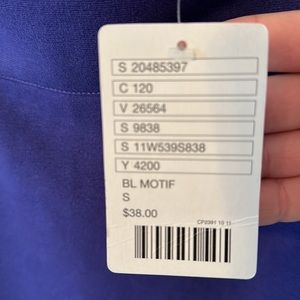 S 20485397
C 120
V 26564
S 9838
S 11W539S838
Y 4200
BL MOTIF
S
$38.00